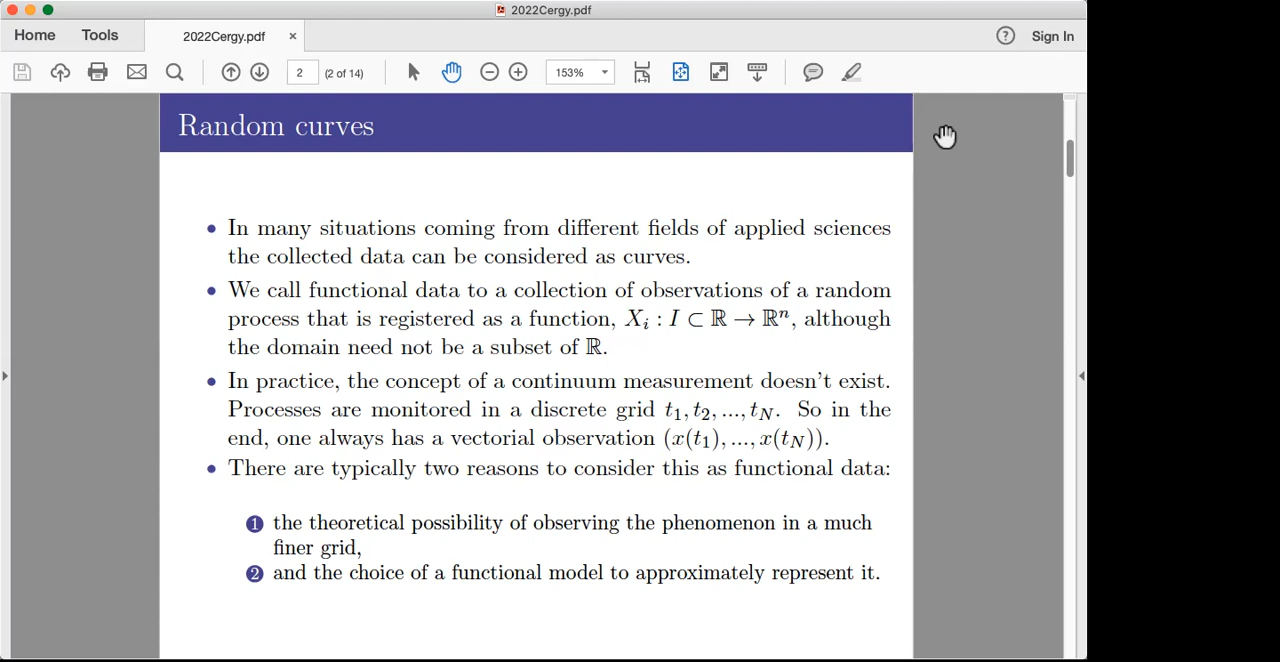 2022Cergy.pdf
Home Tools 2022Cergy.pdf × ? Sign In
2 (2 of 14) 153%
Random curves
• In many situations coming from different fields of applied sciences
the collected data can be considered as curves.
• We call functional data to a collection of observations of a random
process that is registered as a function, Xᵢ : I ⊂ ℝ → ℝⁿ, although
the domain need not be a subset of ℝ.
• In practice, the concept of a continuum measurement doesn't exist.
Processes are monitored in a discrete grid t₁, t₂, ..., t_N. So in the
end, one always has a vectorial observation (x(t₁), ..., x(t_N)).
• There are typically two reasons to consider this as functional data:
1 the theoretical possibility of observing the phenomenon in a much
finer grid,
2 and the choice of a functional model to approximately represent it.